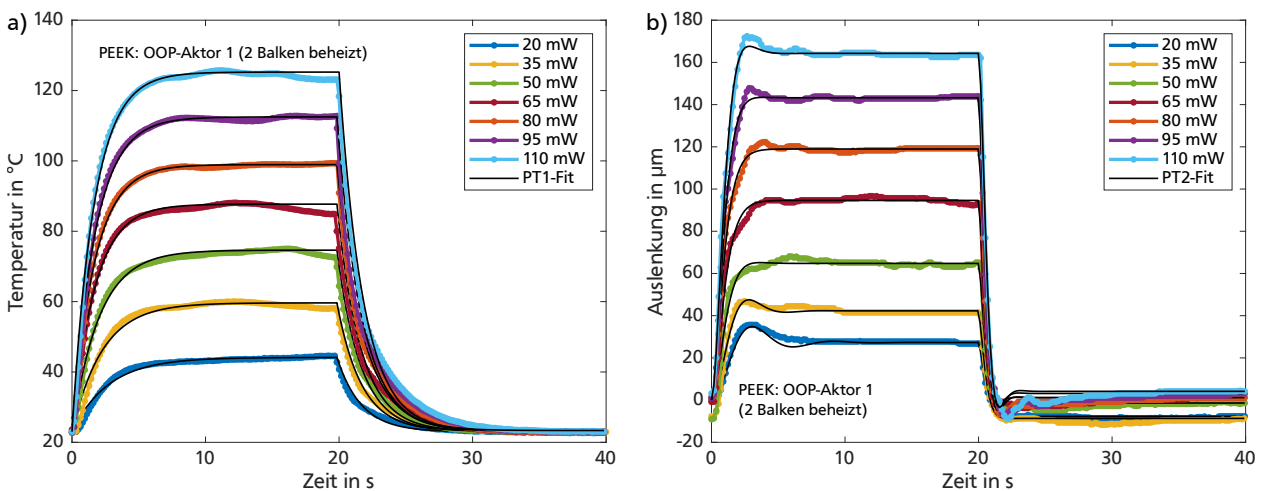 a)
Temperatur in °C
140
120
100
80
60
40
20
PEEK: OOP-Aktor 1 (2 Balken beheizt)
20 mW
35 mW
50 mW
65 mW
80 mW
95 mW
110 mW
PT1-Fit
0 10 20 30 40
Zeit in s
b)
Auslenkung in µm
180
160
140
120
100
80
60
40
20
0
-20
20 mW
35 mW
50 mW
65 mW
80 mW
95 mW
110 mW
PT2-Fit
PEEK: OOP-Aktor 1
(2 Balken beheizt)
0 10 20 30 40
Zeit in s